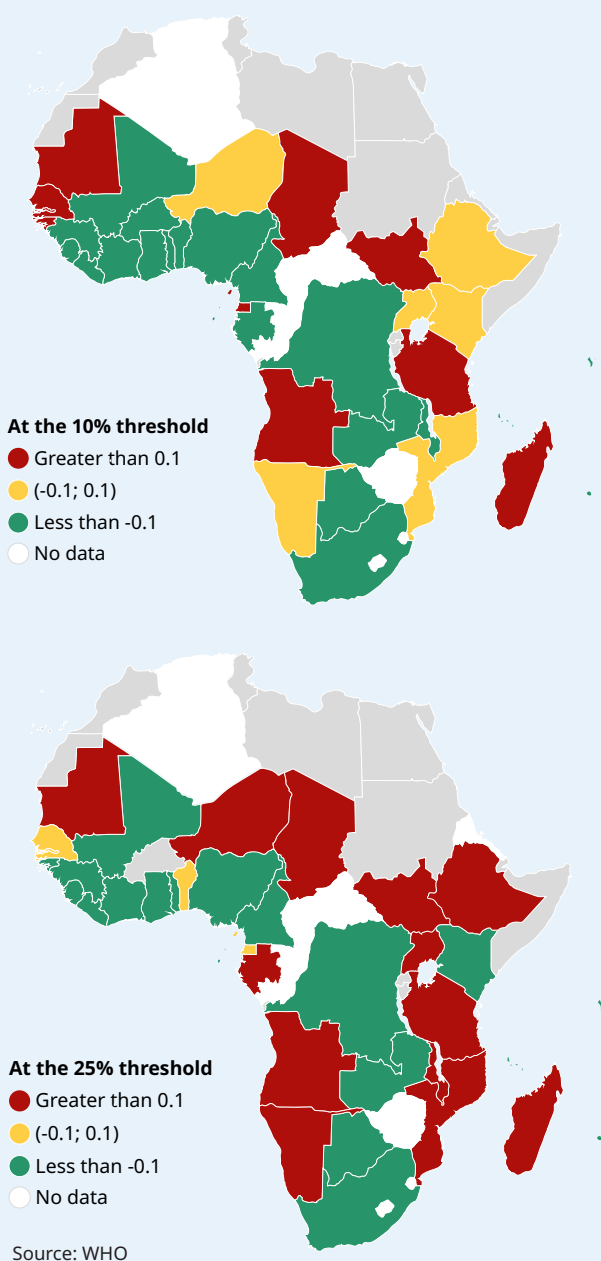 At the 10% threshold
Greater than 0.1
(-0.1; 0.1)
Less than -0.1
No data
At the 25% threshold
Greater than 0.1
(-0.1; 0.1)
Less than -0.1
No data
Source: WHO